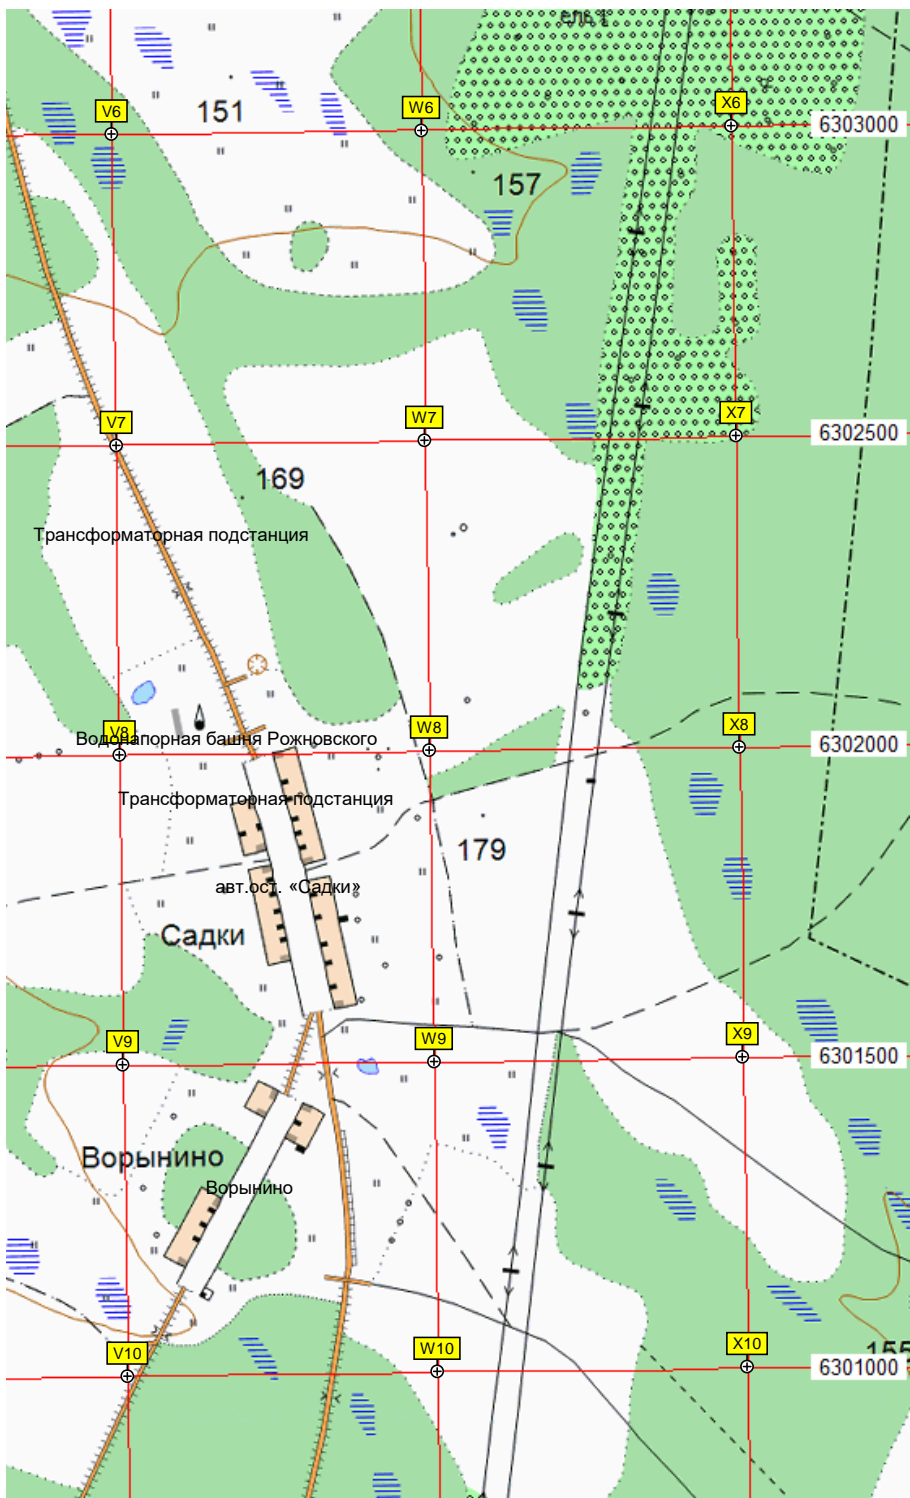 ель 1
151
V6
W6
X6
6303000
157
V7
W7
X7
6302500
169
Трансформаторная подстанция
V8
W8
X8
6302000
Водонапорная башня Рожновского
Трансформаторная подстанция
179
авт.ост. «Садки»
Садки
V9
W9
X9
6301500
Ворынино
Ворынино
V10
W10
X10
155
6301000